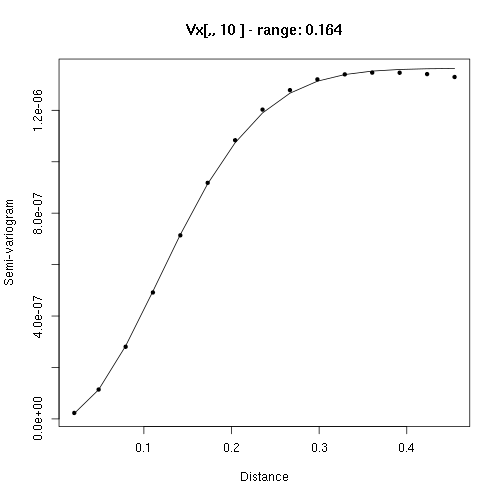 Vx[,, 10 ] - range: 0.164
Semi-variogram
0.0e+00
4.0e-07
8.0e-07
1.2e-06
0.1
0.2
0.3
0.4
Distance